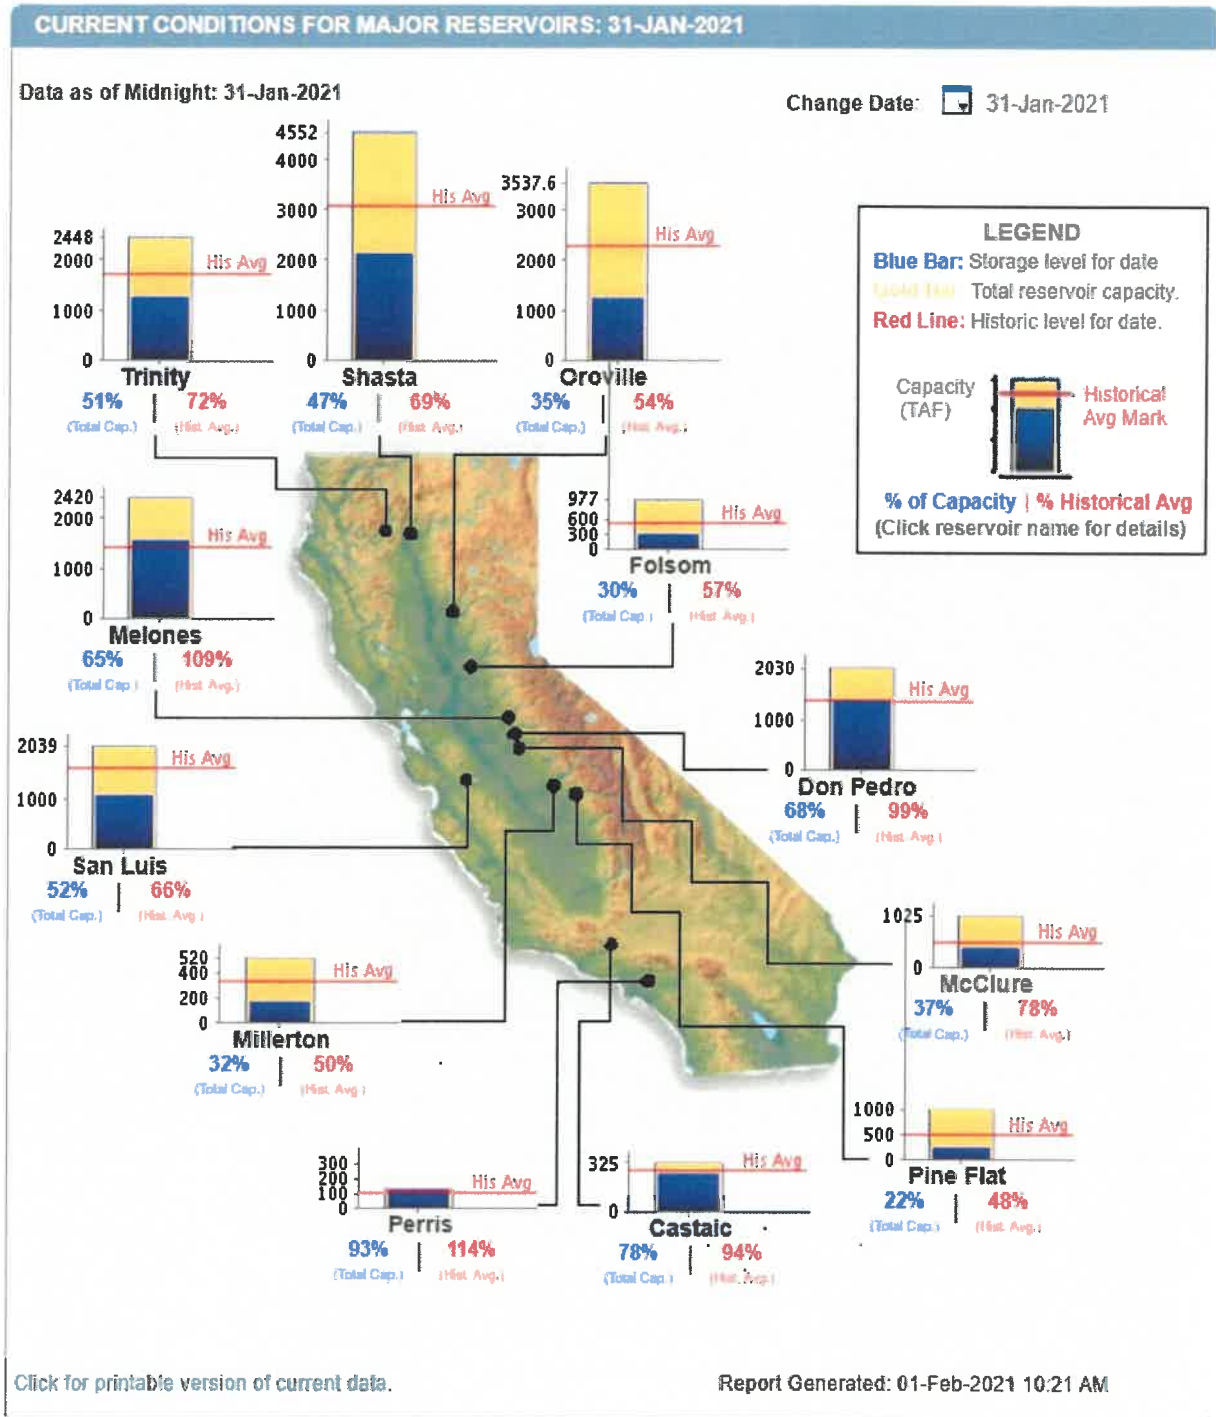 CURRENT CONDITIONS FOR MAJOR RESERVOIRS: 31-JAN-2021
Data as of Midnight: 31-Jan-2021
Change Date: 31-Jan-2021
4552
4000
3000
2000
1000
0
His Avg
Shasta
47% | 69%
(Total Cap.) (Hist. Avg.)
3537.6
3000
2000
1000
0
His Avg
Oroville
35% | 54%
(Total Cap.) (Hist. Avg.)
2448
2000
1000
0
His Avg
Trinity
51% | 72%
(Total Cap.) (Hist. Avg.)
LEGEND
Blue Bar: Storage level for date
Total reservoir capacity.
Red Line: Historic level for date.
Capacity
(TAF)
Historical
Avg Mark
% of Capacity | % Historical Avg
(Click reservoir name for details)
2420
2000
1000
0
His Avg
Melones
65% | 109%
(Total Cap.) (Hist. Avg.)
977
600
300
0
His Avg
Folsom
30% | 57%
(Total Cap.) (Hist. Avg.)
2030
1000
0
His Avg
Don Pedro
68% | 99%
(Total Cap.) (Hist. Avg.)
2039
1000
0
His Avg
San Luis
52% | 66%
(Total Cap.) (Hist. Avg.)
1025
0
His Avg
McClure
37% | 78%
(Total Cap.) (Hist. Avg.)
520
400
200
0
His Avg
Millerton
32% | 50%
(Total Cap.) (Hist. Avg.)
1000
500
0
His Avg
Pine Flat
22% | 48%
(Total Cap.) (Hist. Avg.)
300
200
100
0
His Avg
Perris
93% | 114%
(Total Cap.) (Hist. Avg.)
325
0
His Avg
Castaic
78% | 94%
(Total Cap.) (Hist. Avg.)
Click for printable version of current data.
Report Generated: 01-Feb-2021 10:21 AM